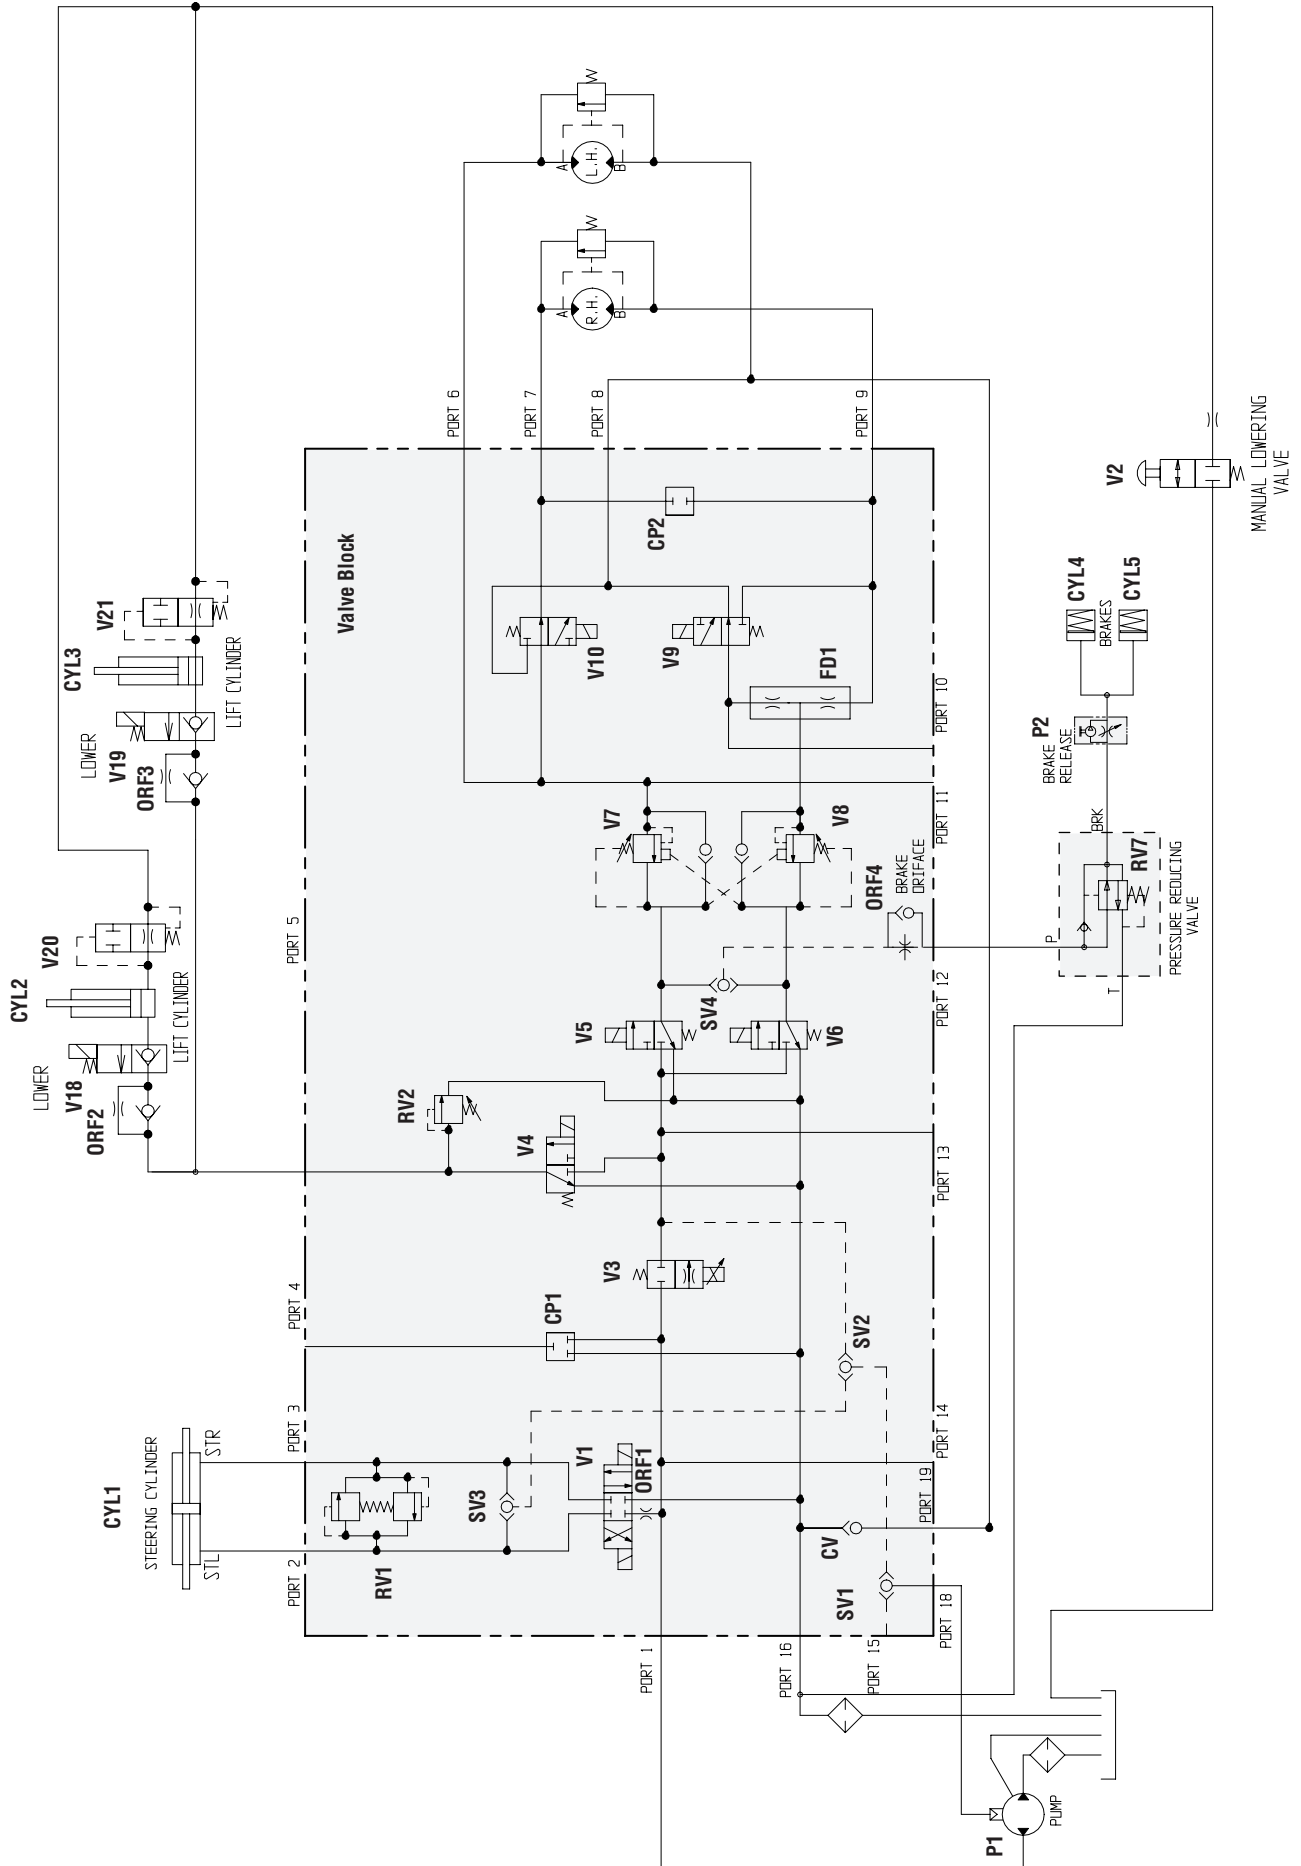 L.H.
A
B
R.H.
A
B
PORT 6
PORT 7
PORT 8
PORT 9
V2
MANUAL LOWERING
VALVE
Valve Block
CP2
V21
CYL3
LIFT CYLINDER
LOWER
V19
ORF3
V10
V9
FD1
PORT 10
CYL4
BRAKES
CYL5
P2
BRAKE
RELEASE
V7
V8
PORT 11
BRK
RV7
PRESSURE REDUCING
VALVE
P
T
ORF4
BRAKE
ORIFACE
PORT 5
V20
CYL2
LIFT CYLINDER
LOWER
V18
ORF2
SV4
PORT 12
V5
V6
RV2
V4
PORT 13
V3
PORT 4
CP1
SV2
PORT 3
PORT 14
STEERING CYLINDER
CYL1
STR
STL
SV3
V1
ORF1
PORT 19
PORT 2
RV1
CV
SV1
PORT 18
PORT 1
PORT 16
PORT 15
P1
PUMP